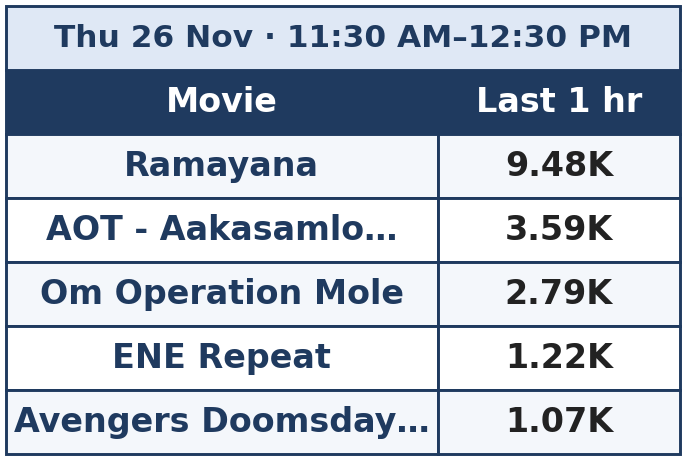 Thu 26 Nov · 11:30 AM–12:30 PM
Movie Last 1 hr
Ramayana 9.48K
AOT - Aakasamlo... 3.59K
Om Operation Mole 2.79K
ENE Repeat 1.22K
Avengers Doomsday... 1.07K